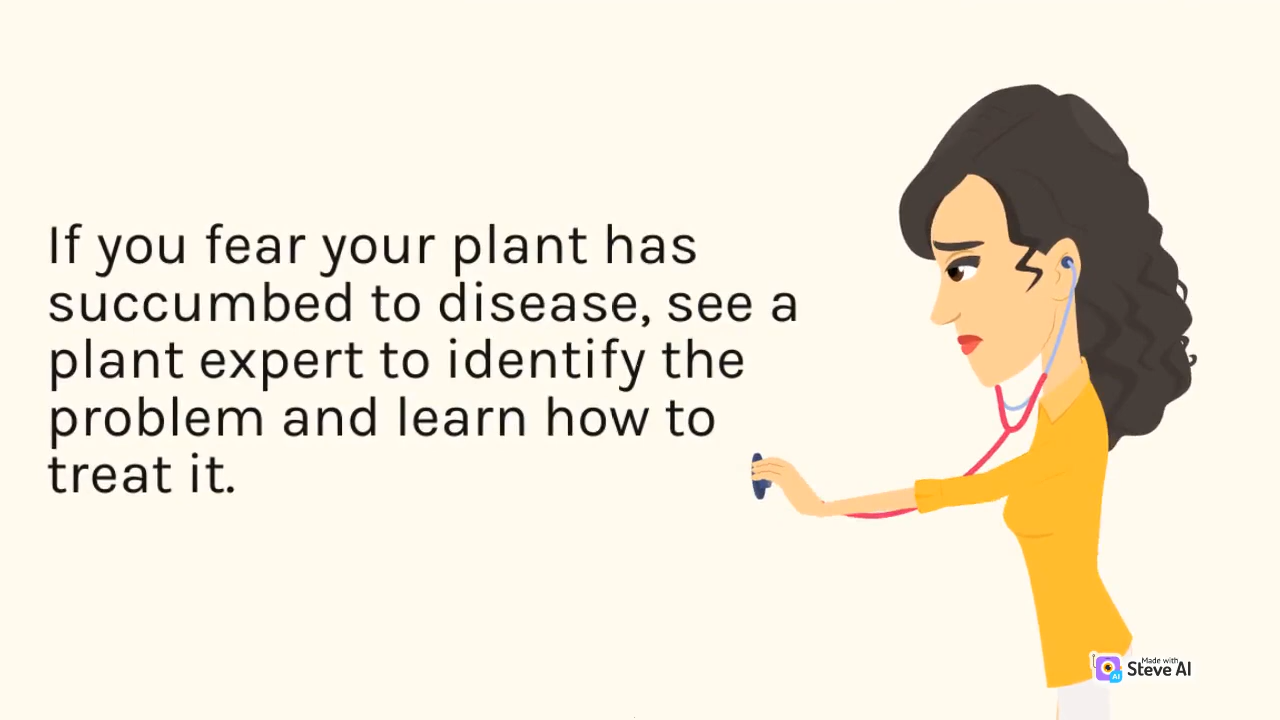 If you fear your plant has
succumbed to disease, see a
plant expert to identify the
problem and learn how to
treat it.
Made with
Steve AI
AI